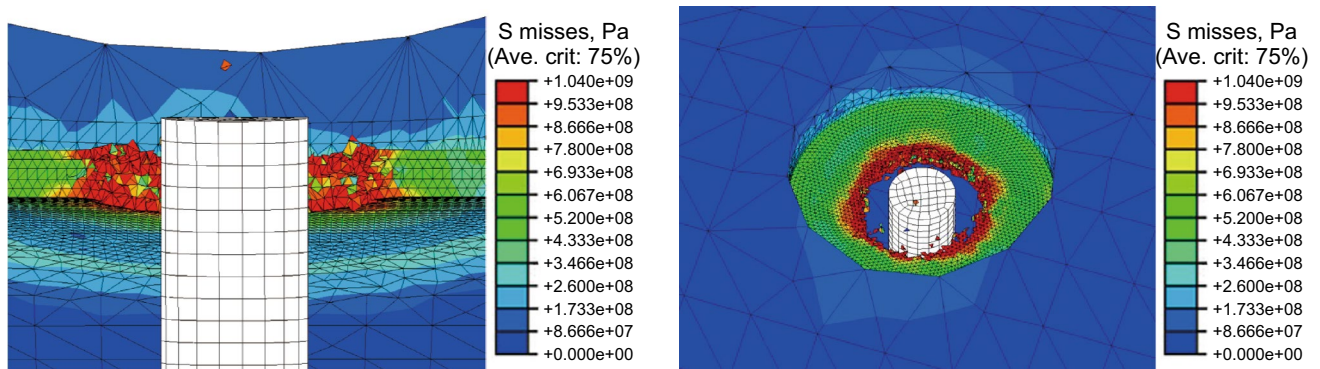 S misses, Pa
(Ave. crit: 75%)
+1.040e+09
+9.533e+08
+8.666e+08
+7.800e+08
+6.933e+08
+6.067e+08
+5.200e+08
+4.333e+08
+3.466e+08
+2.600e+08
+1.733e+08
+8.666e+07
+0.000e+00
S misses, Pa
(Ave. crit: 75%)
+1.040e+09
+9.533e+08
+8.666e+08
+7.800e+08
+6.933e+08
+6.067e+08
+5.200e+08
+4.333e+08
+3.466e+08
+2.600e+08
+1.733e+08
+8.666e+07
+0.000e+00